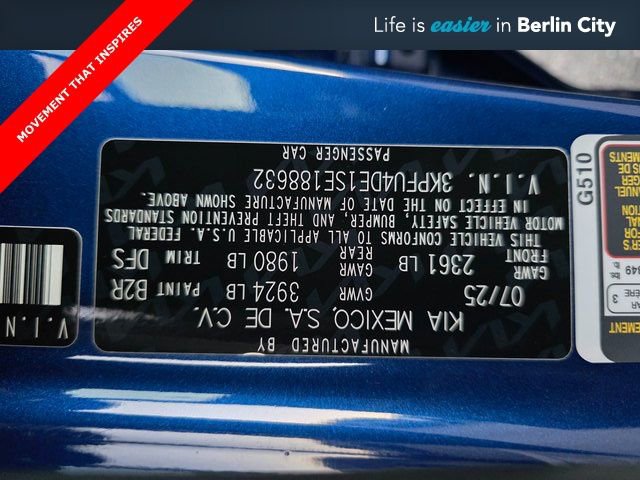 Life is easier in Berlin City
MOVEMENT THAT INSPIRES
MANUFACTURED BY
KIA MEXICO, S.A. DE C.V.
07/25 GVWR 3924 LB PAINT B2R
GAWR 2361 LB GAWR REAR 1980 LB TRIM DFS
THIS VEHICLE CONFORMS TO ALL APPLICABLE U.S.A. FEDERAL
MOTOR VEHICLE SAFETY, BUMPER, AND THEFT PREVENTION STANDARDS
IN EFFECT ON THE DATE OF MANUFACTURE SHOWN ABOVE.
V.I.N. 3KPFU4DE1SE188632
PASSENGER CAR
V.I.N
G510